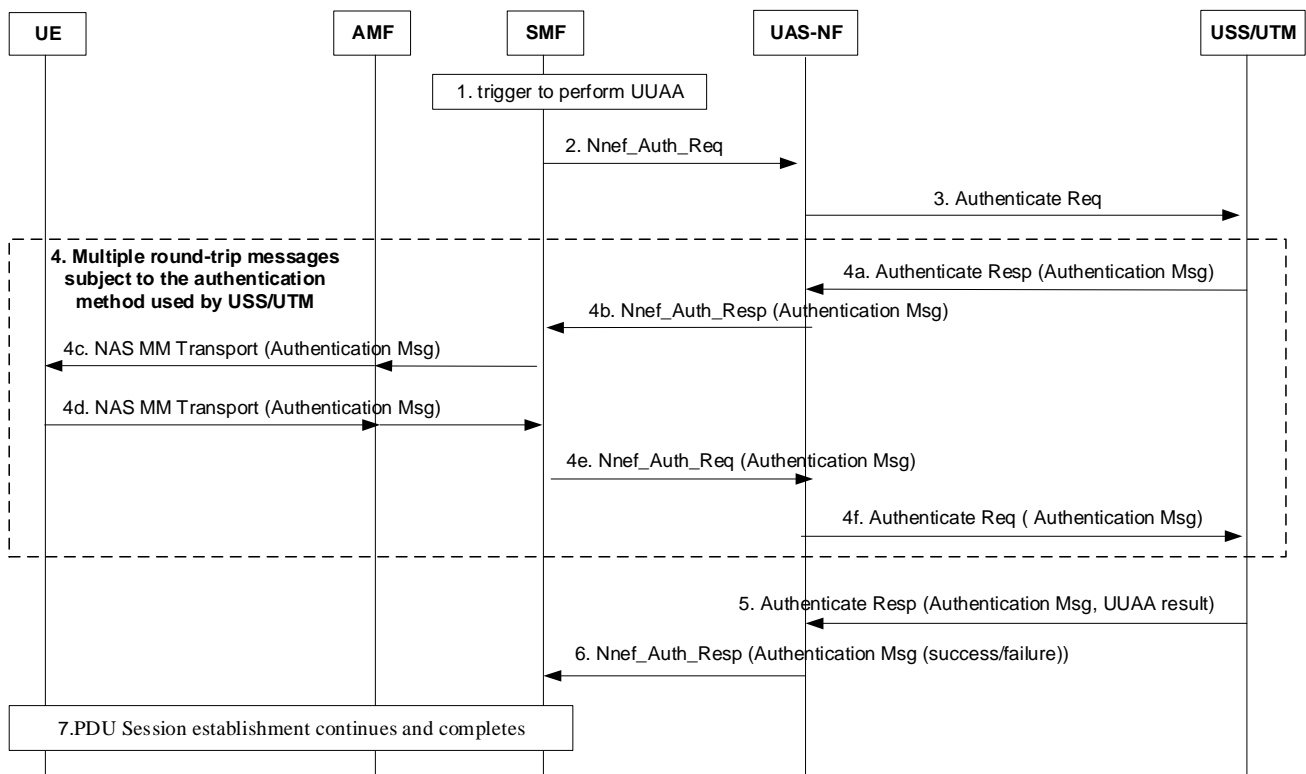 UE
AMF
SMF
UAS-NF
USS/UTM
1. trigger to perform UUAA
2. Nnef_Auth_Req
3. Authenticate Req
4. Multiple round-trip messages
subject to the authentication
method used by USS/UTM
4a. Authenticate Resp (Authentication Msg)
4b. Nnef_Auth_Resp (Authentication Msg)
4c. NAS MM Transport (Authentication Msg)
4d. NAS MM Transport (Authentication Msg)
4e. Nnef_Auth_Req (Authentication Msg)
4f. Authenticate Req ( Authentication Msg)
5. Authenticate Resp (Authentication Msg, UUAA result)
6. Nnef_Auth_Resp (Authentication Msg (success/failure))
7.PDU Session establishment continues and completes